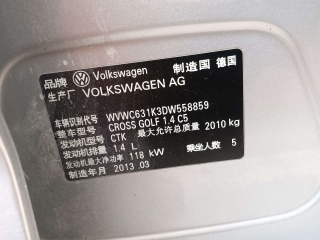 品牌 Volkswagen 制造国 德国
生产厂 VOLKSWAGEN AG
车辆识别代号 WVWC631K3DW558859
整车型号 CROSS GOLF 1.4 C5
发动机型号 CTK 最大允许总质量 2010 kg
发动机排量 1.4 L
发动机最大净功率 118 kW 乘坐人数 5
制造年月 2013.03